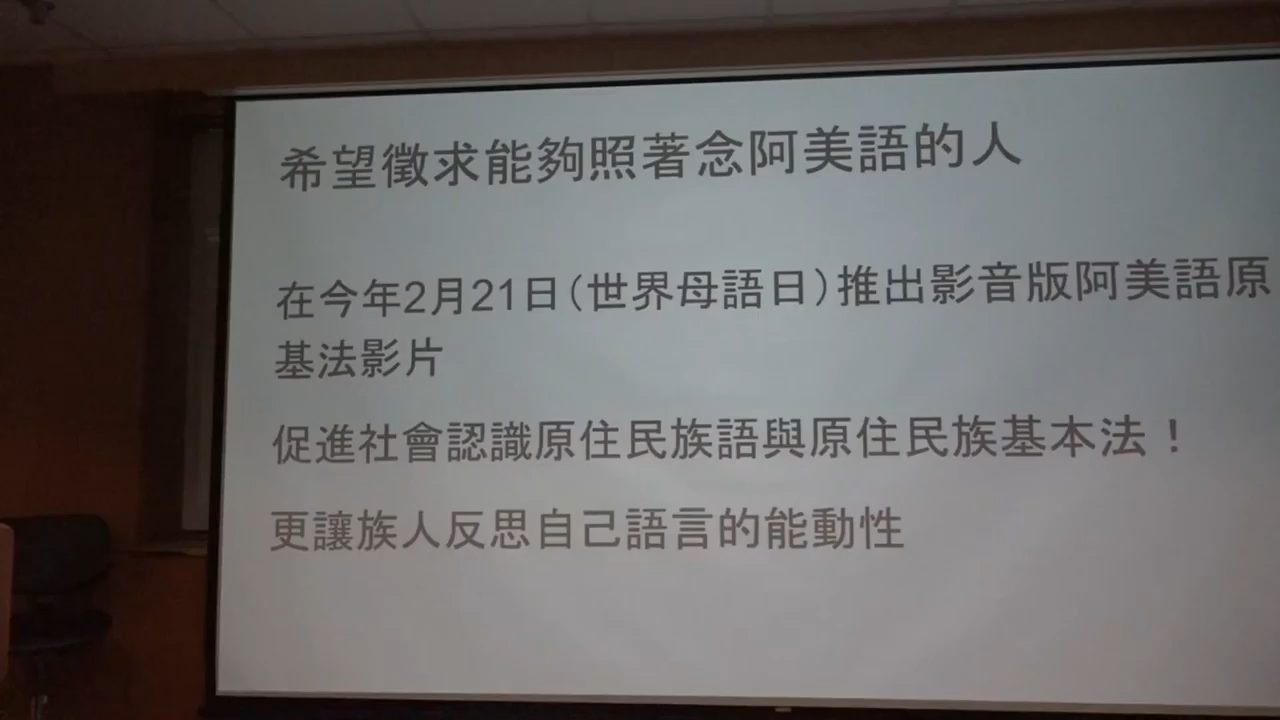 希望徵求能夠照著念阿美語的人
在今年2月21日(世界母語日)推出影音版阿美語原
基法影片
促進社會認識原住民族語與原住民族基本法！
更讓族人反思自己語言的能動性